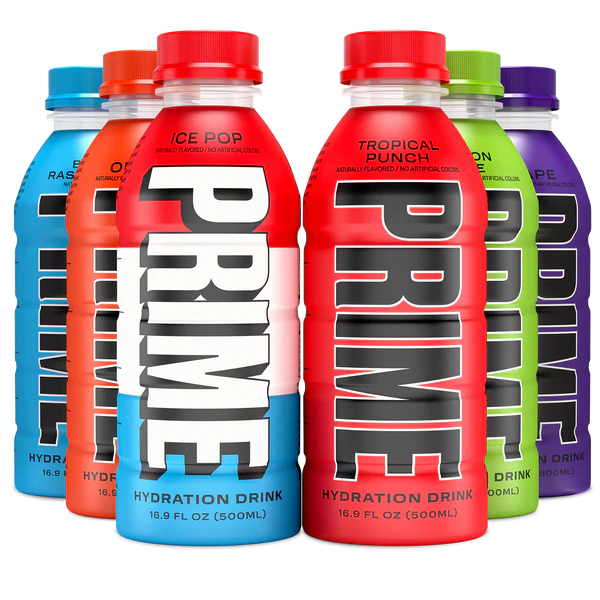 ICE POP
NATURALLY FLAVORED / NO ARTIFICIAL COLORS
PRIME
HYDRATION DRINK
16.9 FL OZ (500ML)
TROPICAL
PUNCH
NATURALLY FLAVORED / NO ARTIFICIAL COLORS
PRIME
HYDRATION DRINK
16.9 FL OZ (500ML)
PRIME
16.9
PRIME
16.9
PRIME
DRINK
PRIME
DRINK